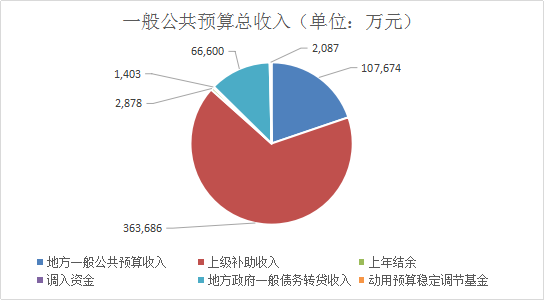 一般公共预算总收入（单位：万元）
66,600
2,087
107,674
1,403
2,878
363,686
地方一般公共预算收入 上级补助收入 上年结余
调入资金 地方政府一般债务转贷收入 动用预算稳定调节基金